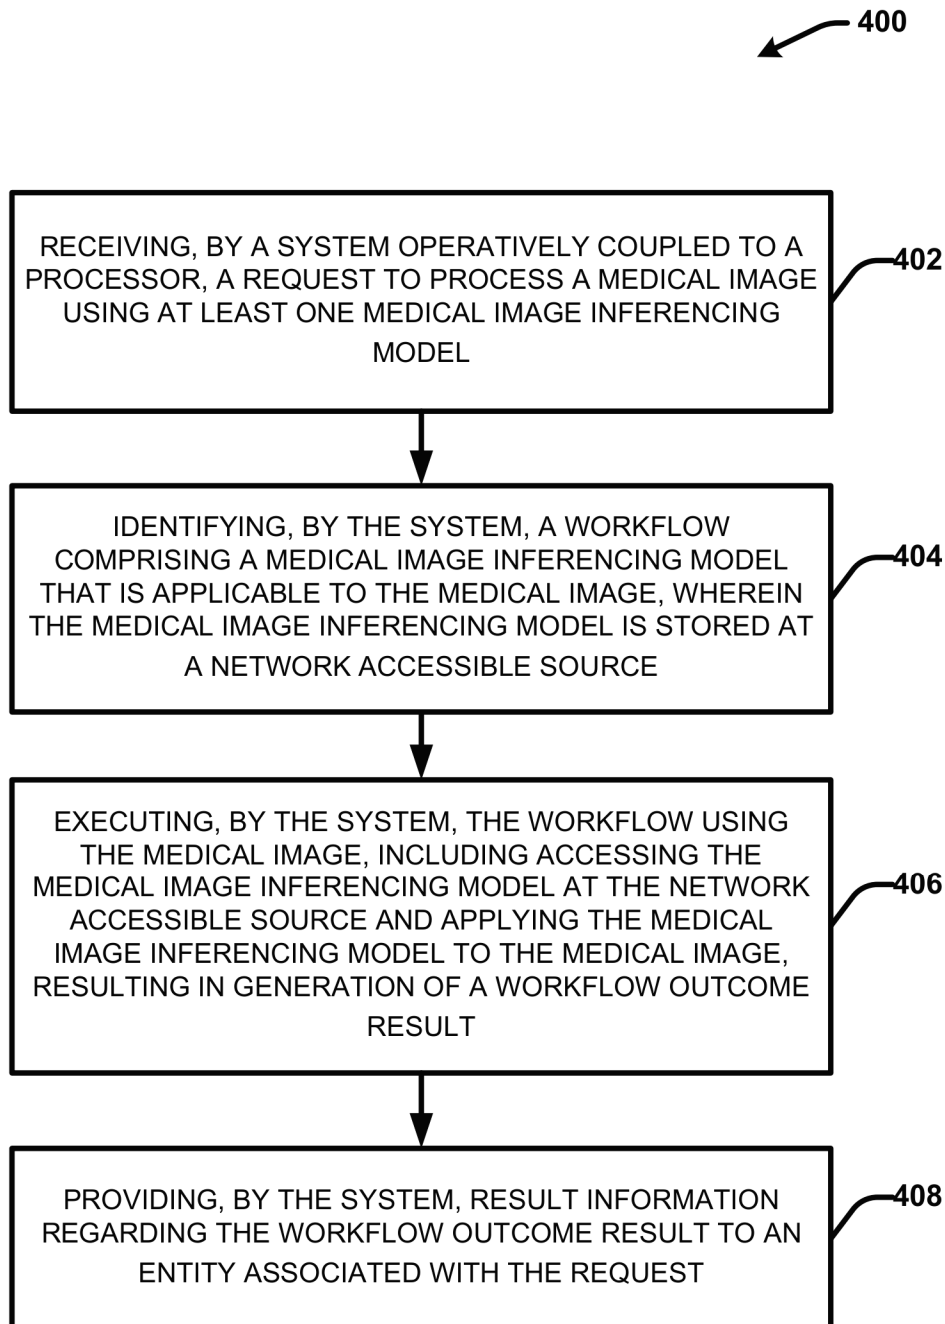 400
RECEIVING, BY A SYSTEM OPERATIVELY COUPLED TO A
PROCESSOR, A REQUEST TO PROCESS A MEDICAL IMAGE
USING AT LEAST ONE MEDICAL IMAGE INFERENCING
MODEL
402
IDENTIFYING, BY THE SYSTEM, A WORKFLOW
COMPRISING A MEDICAL IMAGE INFERENCING MODEL
THAT IS APPLICABLE TO THE MEDICAL IMAGE, WHEREIN
THE MEDICAL IMAGE INFERENCING MODEL IS STORED AT
A NETWORK ACCESSIBLE SOURCE
404
EXECUTING, BY THE SYSTEM, THE WORKFLOW USING
THE MEDICAL IMAGE, INCLUDING ACCESSING THE
MEDICAL IMAGE INFERENCING MODEL AT THE NETWORK
ACCESSIBLE SOURCE AND APPLYING THE MEDICAL
IMAGE INFERENCING MODEL TO THE MEDICAL IMAGE,
RESULTING IN GENERATION OF A WORKFLOW OUTCOME
RESULT
406
PROVIDING, BY THE SYSTEM, RESULT INFORMATION
REGARDING THE WORKFLOW OUTCOME RESULT TO AN
ENTITY ASSOCIATED WITH THE REQUEST
408